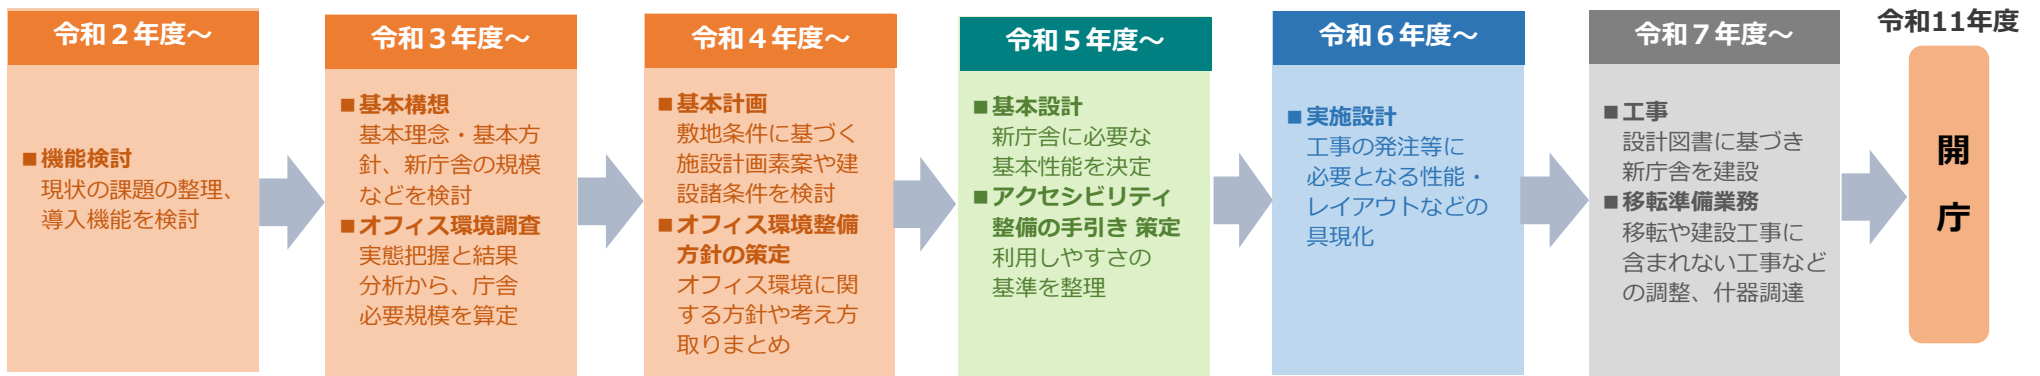 令和２年度～
■機能検討
現状の課題の整理、
導入機能を検討
令和３年度～
■基本構想
基本理念・基本方
針、新庁舎の規模
などを検討
■オフィス環境調査
実態把握と結果
分析から、庁舎
必要規模を算定
令和４年度～
■基本計画
敷地条件に基づく
施設計画素案や建
設諸条件を検討
■オフィス環境整備
方針の策定
オフィス環境に関
する方針や考え方
取りまとめ
令和５年度～
■基本設計
新庁舎に必要な
基本性能を決定
■アクセシビリティ
整備の手引き 策定
利用しやすさの
基準を整理
令和６年度～
■実施設計
工事の発注等に
必要となる性能・
レイアウトなどの
具現化
令和７年度～
■工事
設計図書に基づき
新庁舎を建設
■移転準備業務
移転や建設工事に
含まれない工事など
の調整、什器調達
令和11年度
開
庁